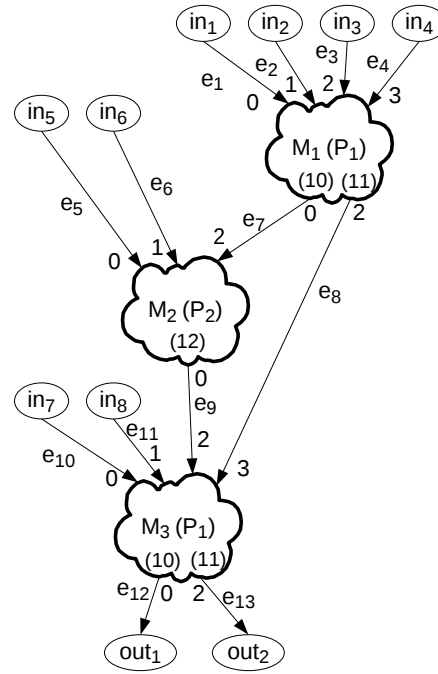 in1 in2 in3 in4
e1 e2 e3 e4
0 1 2 3
in5 in6
M1 (P1)
(10) (11)
0 2
e5 e6 e7
0 1 2
e8
M2 (P2)
(12)
0
in7 in8
e9
e10 e11
0 1 2 3
M3 (P1)
(10) (11)
e12 0 2 e13
out1 out2